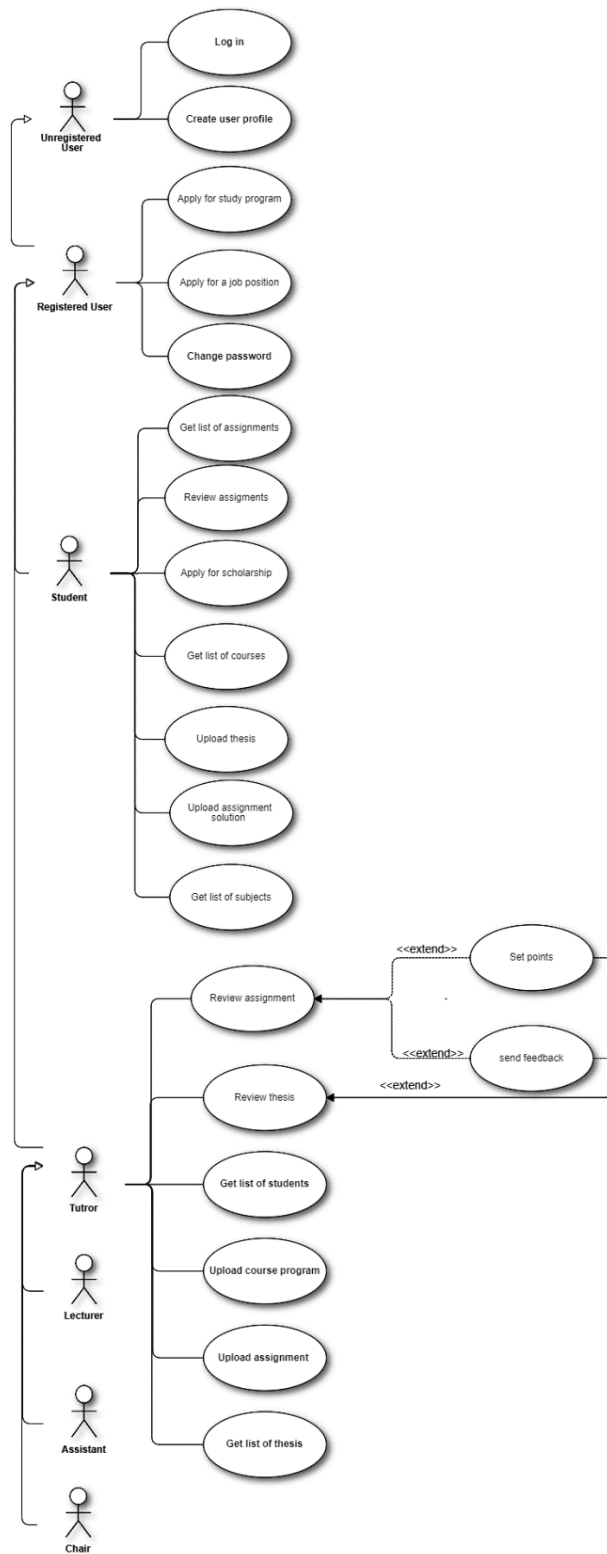 Log in
Create user profile
Unregistered
User
Apply for study program
Apply for a job position
Registered User
Change password
Get list of assignments
Review assigments
Apply for scholarship
Student
Get list of courses
Upload thesis
Upload assignment
solution
Get list of subjects
<<extend>>
Set points
Review assignment
<<extend>>
send feedback
<<extend>>
Review thesis
Get list of students
Tutror
Upload course program
Lecturer
Upload assignment
Assistant
Get list of thesis
Chair